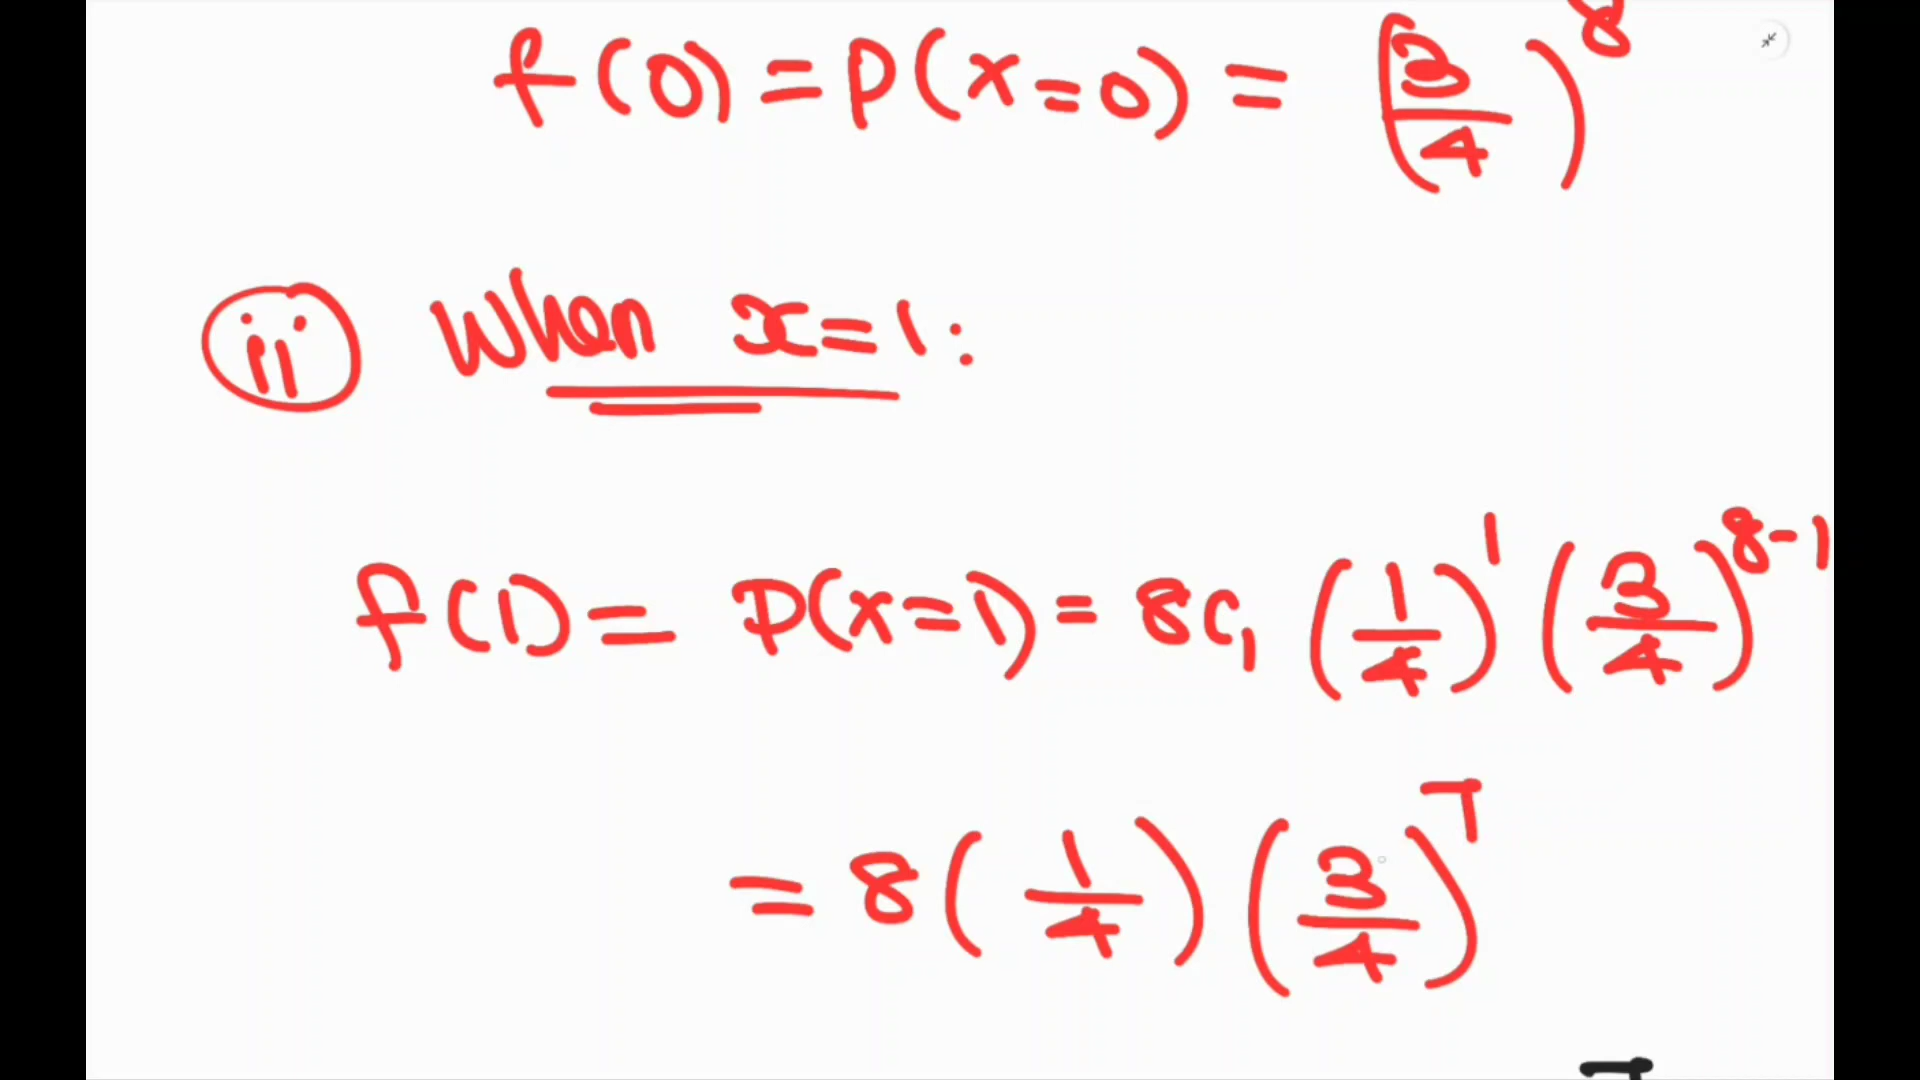 f(0) = P(x=0) = (3/4)^8
(ii) When x=1:
f(1) = P(x=1) = 8C₁ (1/4)^1 (3/4)^8-1
= 8 (1/4) (3/4)^7